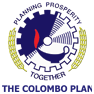 PLANNING PROSPERITY
TOGETHER
THE COLOMBO PLAN